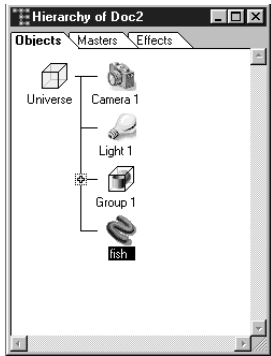 Hierarchy of Doc2
Objects Masters Effects
Universe Camera 1
Light 1
Group 1
fish